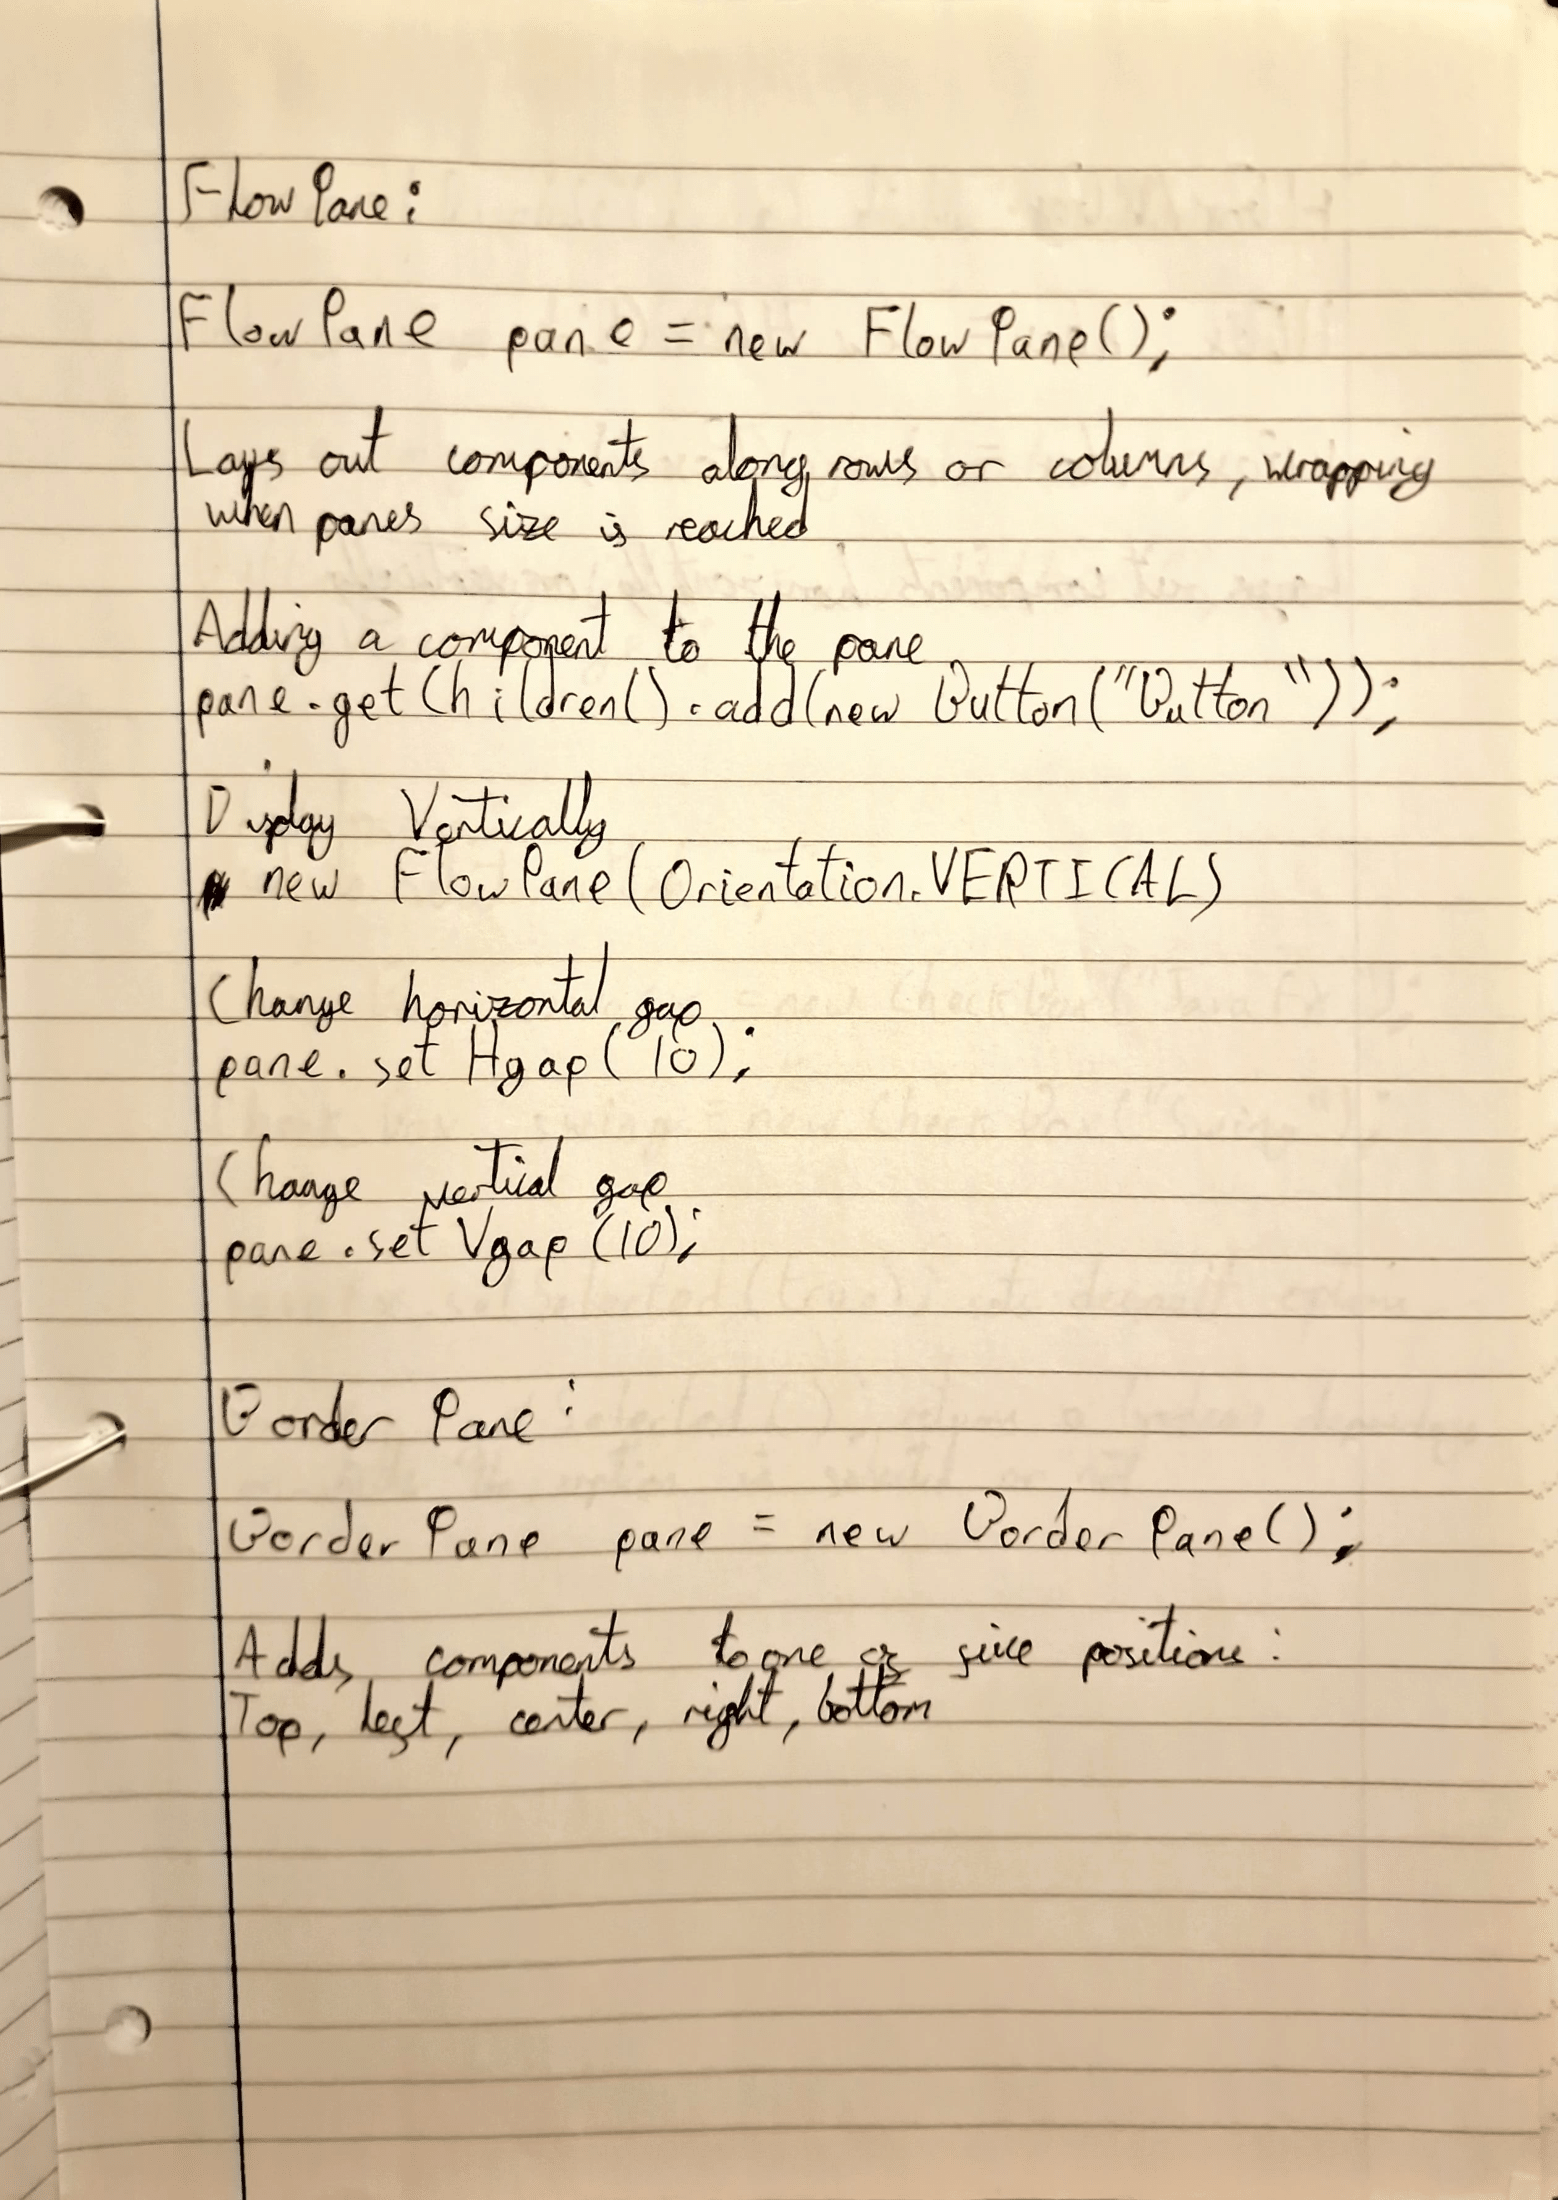 FlowPane:
FlowPane pane = new FlowPane();
Lays out components along rows or columns, wrapping
when panes size is reached
Adding a component to the pane
pane.getChildren().add(new Button("Button"));
Display Vertically
new FlowPane(Orientation.VERTICAL)
Change horizontal gap
pane.setHgap(10);
Change vertical gap
pane.setVgap(10);
Border Pane:
BorderPane pane = new BorderPane();
Adds components to one of five positions:
Top, left, center, right, bottom